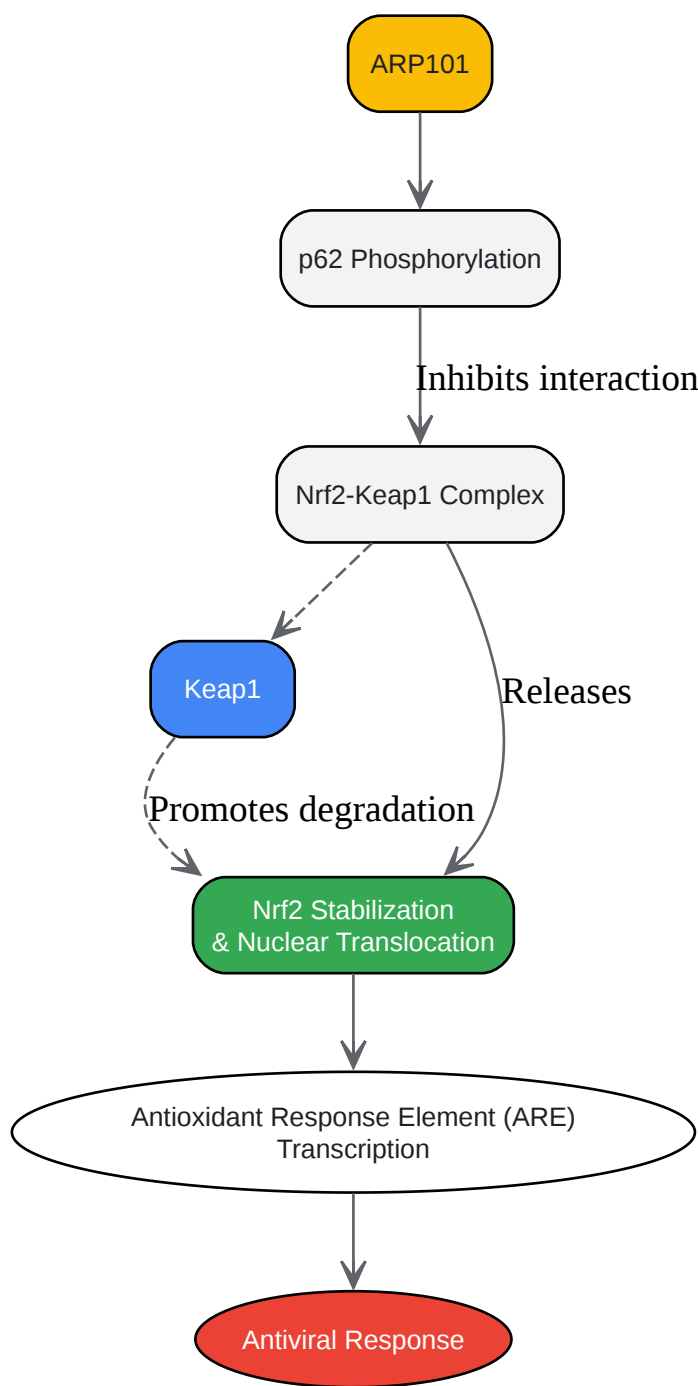 ARP101
p62 Phosphorylation
Inhibits interaction
Nrf2-Keap1 Complex
Keap1
Releases
Promotes degradation
Nrf2 Stabilization
& Nuclear Translocation
Antioxidant Response Element (ARE)
Transcription
Antiviral Response